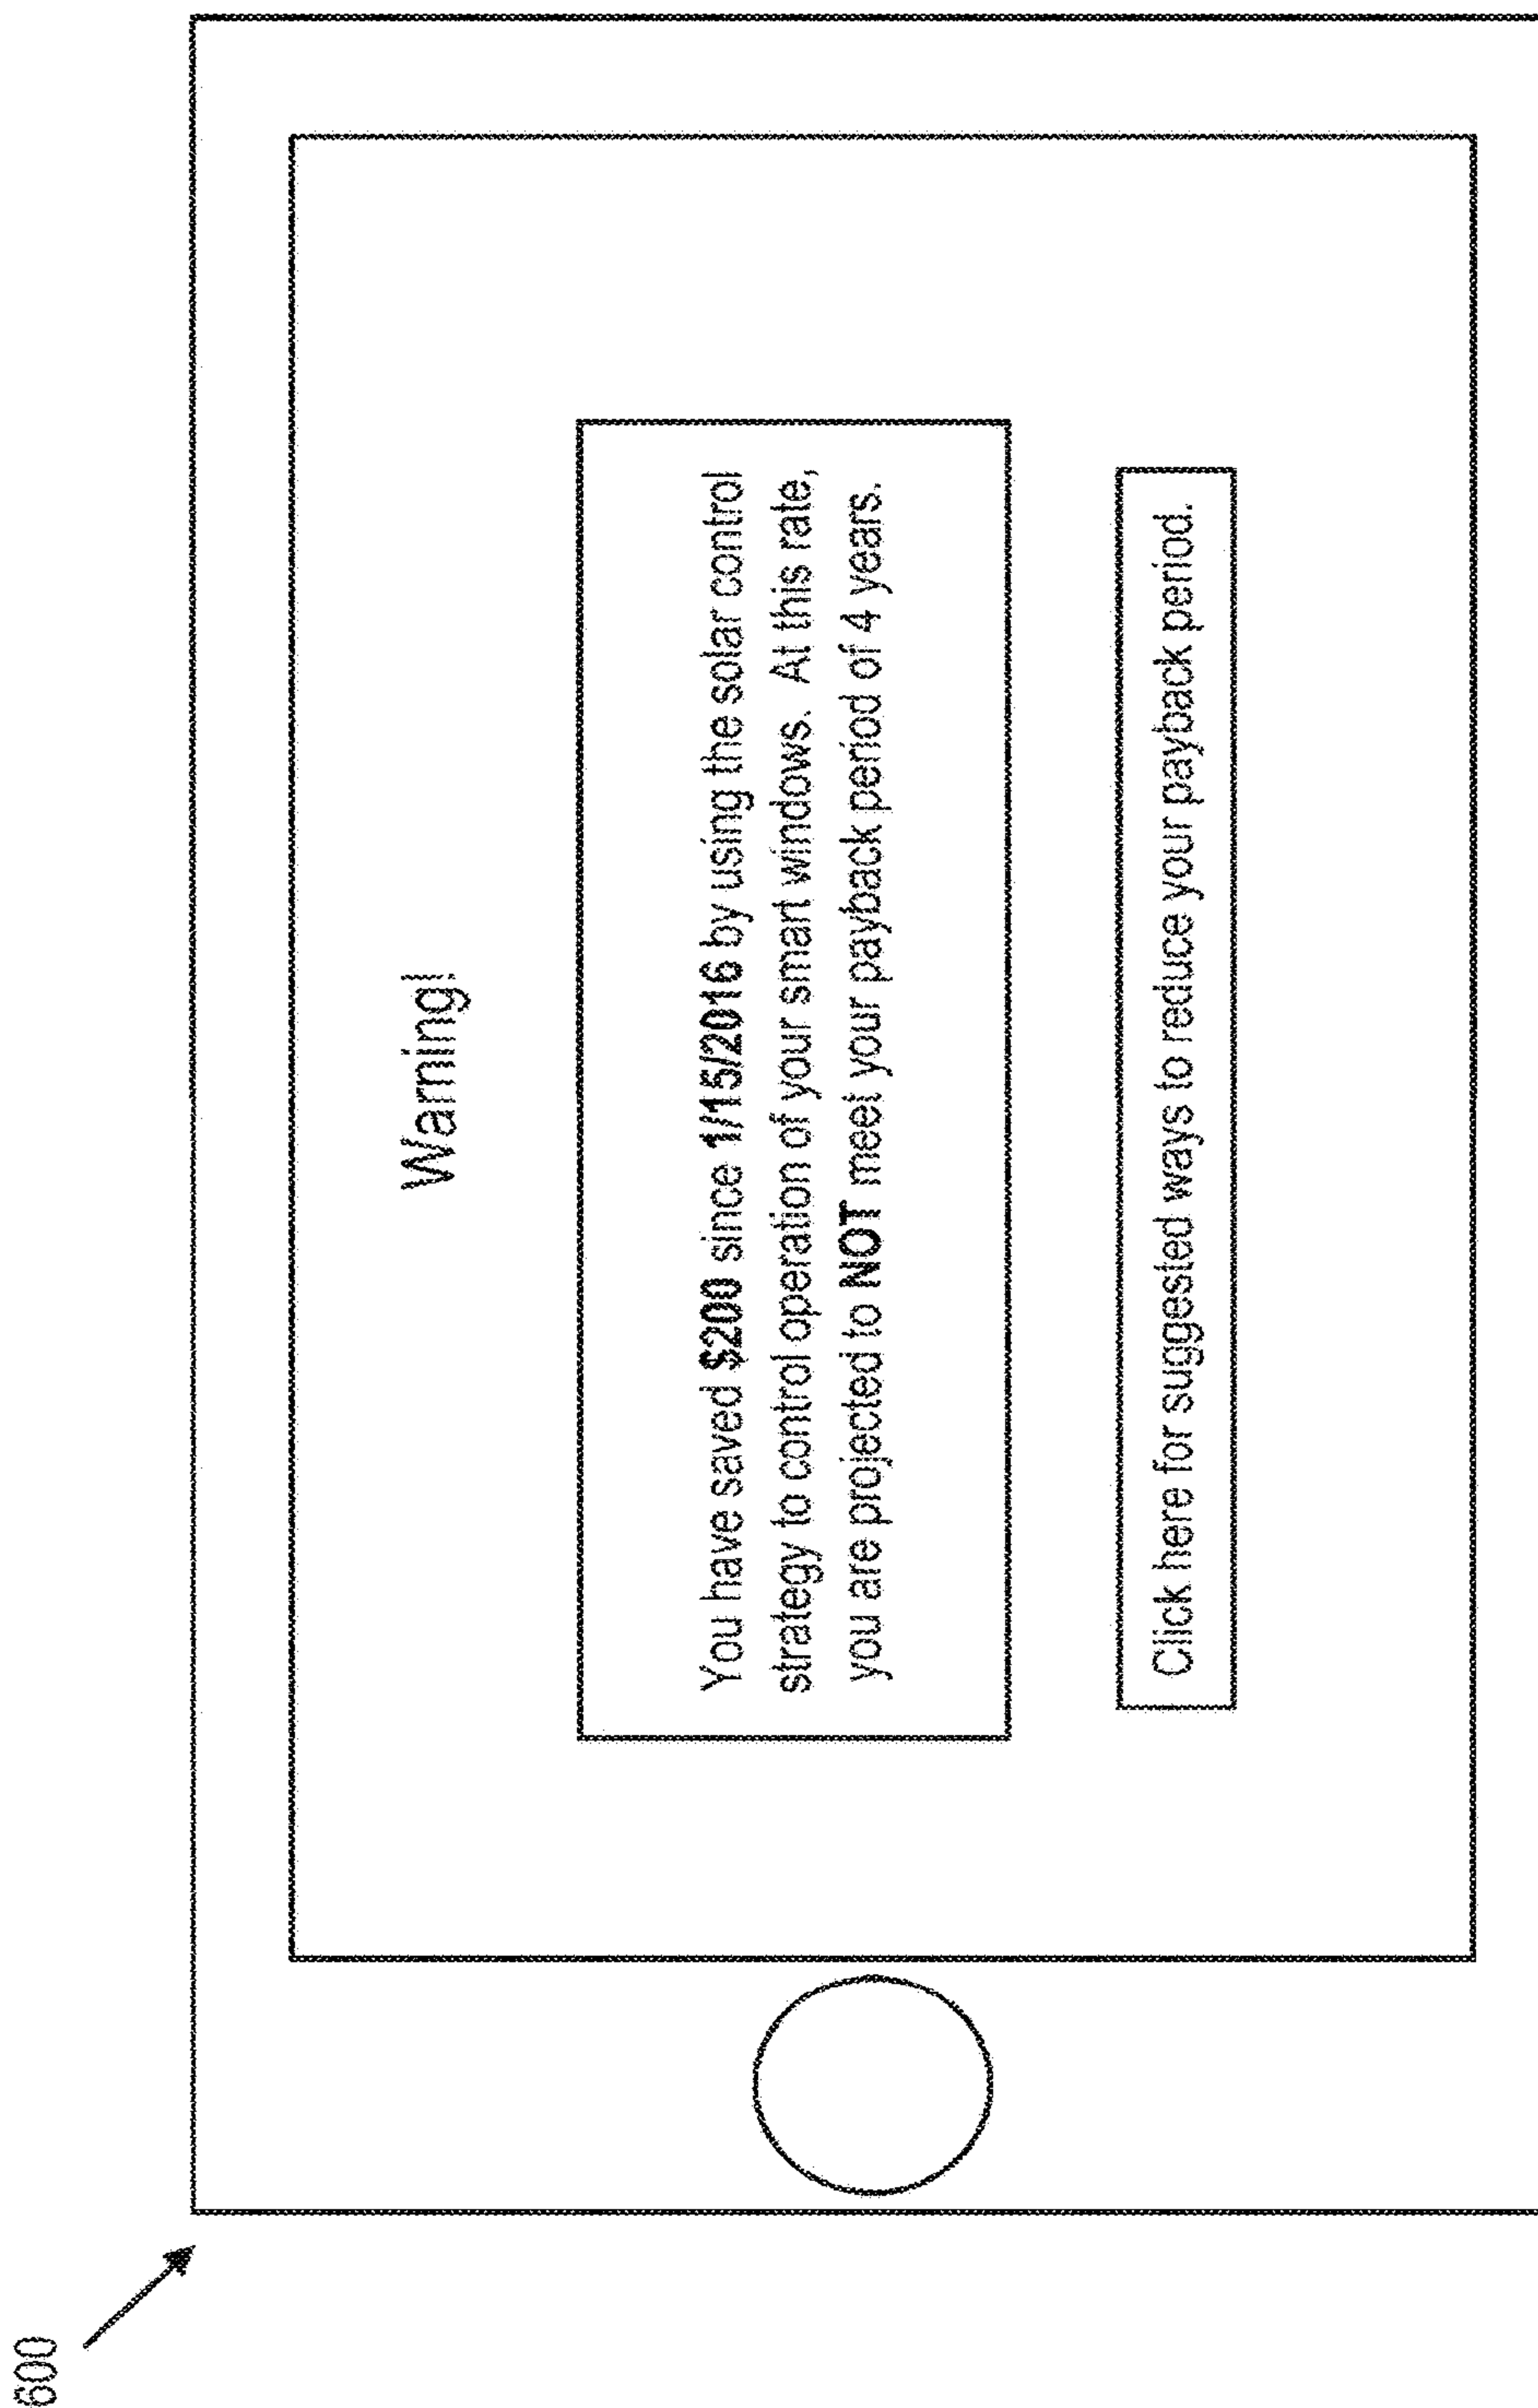 600
Warning!
You have saved $200 since 1/15/2016 by using the solar control
strategy to control operation of your smart windows. At this rate,
you are projected to NOT meet your payback period of 4 years.
Click here for suggested ways to reduce your payback period.